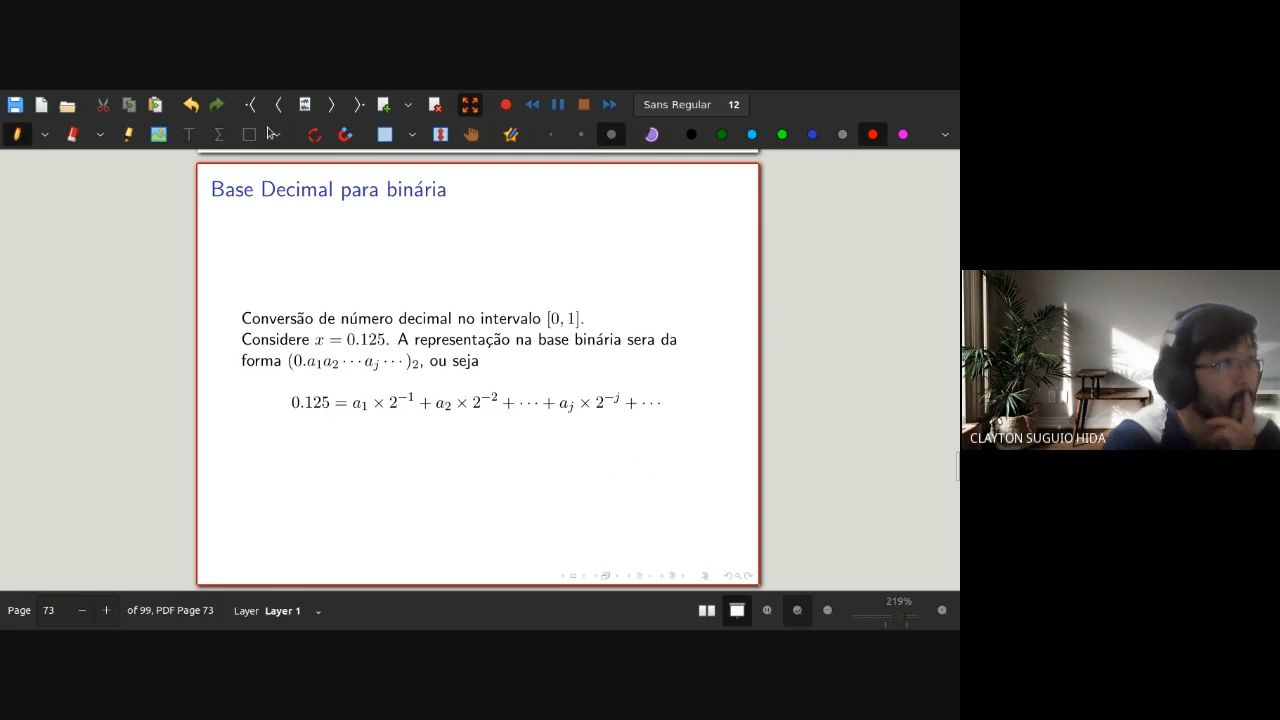 Sans Regular 12
Base Decimal para binária
Conversão de número decimal no intervalo [0, 1].
Considere x = 0.125. A representação na base binária sera da
forma (0.a₁a₂ ⋯ aⱼ ⋯ )₂, ou seja
0.125 = a₁ × 2⁻¹ + a₂ × 2⁻² + ⋯ + aⱼ × 2⁻ʲ + ⋯
CLAYTON SUGUIO HIDA
Page 73 − + of 99, PDF Page 73 Layer Layer 1 219%